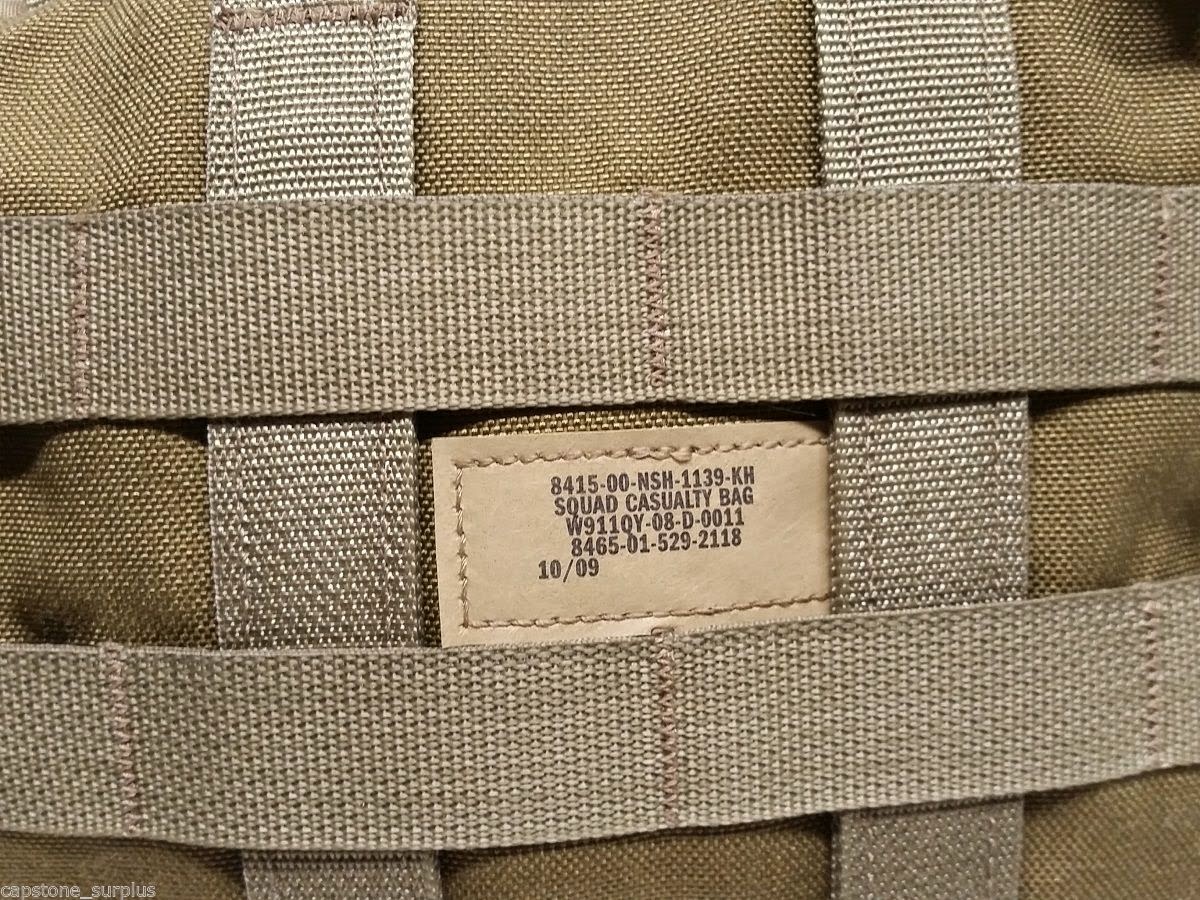 8415-00-NSH-1139-KH
SQUAD CASUALTY BAG
W911QY-08-D-0011
8465-01-529-2118
10/09
capstone_surplus